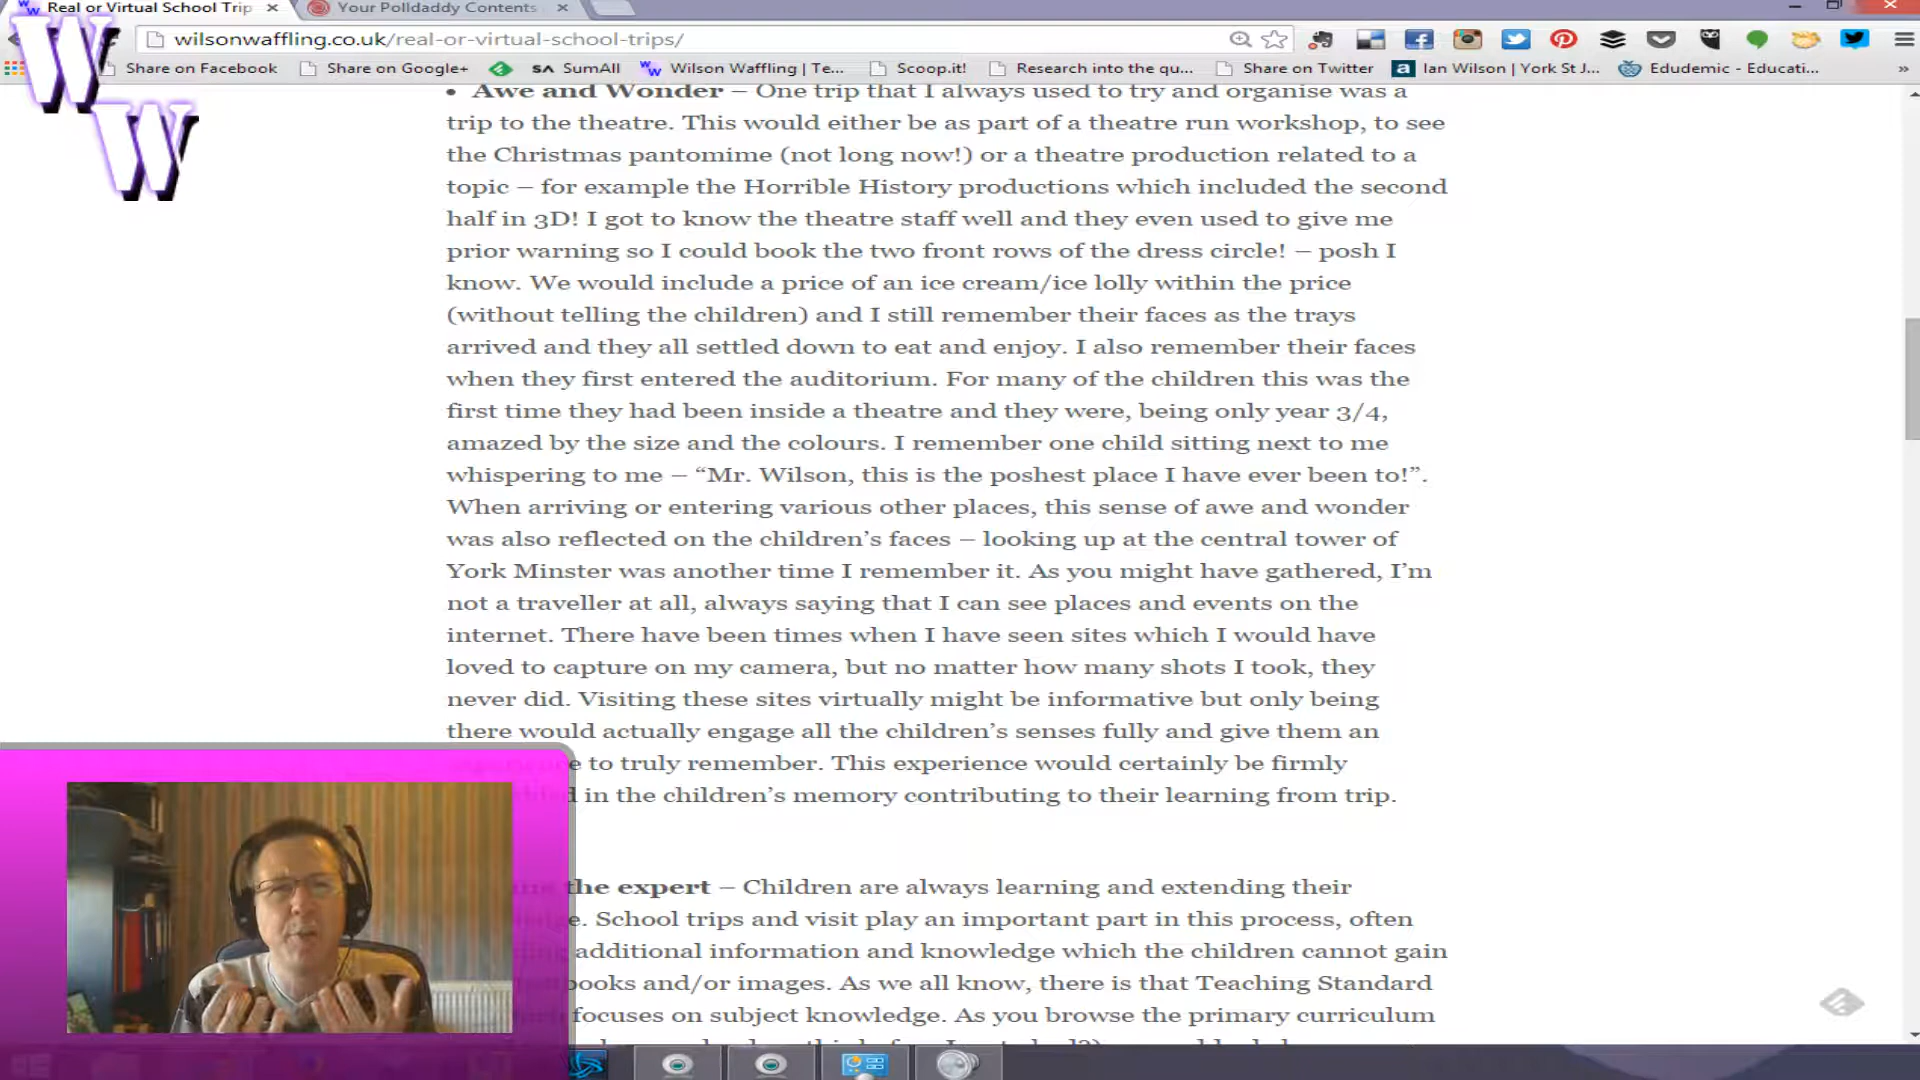 Real or Virtual School Trip
Your Polldaddy Contents
wilsonwaffling.co.uk/real-or-virtual-school-trips/
Share on Facebook
Share on Google+
SumAll
Wilson Waffling | Te...
Scoop.it!
Research into the qu...
Share on Twitter
Ian Wilson | York St J...
Edudemic - Educati...
»
W
W
• Awe and Wonder – One trip that I always used to try and organise was a
trip to the theatre. This would either be as part of a theatre run workshop, to see
the Christmas pantomime (not long now!) or a theatre production related to a
topic – for example the Horrible History productions which included the second
half in 3D! I got to know the theatre staff well and they even used to give me
prior warning so I could book the two front rows of the dress circle! – posh I
know. We would include a price of an ice cream/ice lolly within the price
(without telling the children) and I still remember their faces as the trays
arrived and they all settled down to eat and enjoy. I also remember their faces
when they first entered the auditorium. For many of the children this was the
first time they had been inside a theatre and they were, being only year 3/4,
amazed by the size and the colours. I remember one child sitting next to me
whispering to me – “Mr. Wilson, this is the poshest place I have ever been to!”.
When arriving or entering various other places, this sense of awe and wonder
was also reflected on the children’s faces – looking up at the central tower of
York Minster was another time I remember it. As you might have gathered, I’m
not a traveller at all, always saying that I can see places and events on the
internet. There have been times when I have seen sites which I would have
loved to capture on my camera, but no matter how many shots I took, they
never did. Visiting these sites virtually might be informative but only being
there would actually engage all the children’s senses fully and give them an
to truly remember. This experience would certainly be firmly
in the children’s memory contributing to their learning from trip.
the expert – Children are always learning and extending their
School trips and visit play an important part in this process, often
additional information and knowledge which the children cannot gain
books and/or images. As we all know, there is that Teaching Standard
focuses on subject knowledge. As you browse the primary curriculum